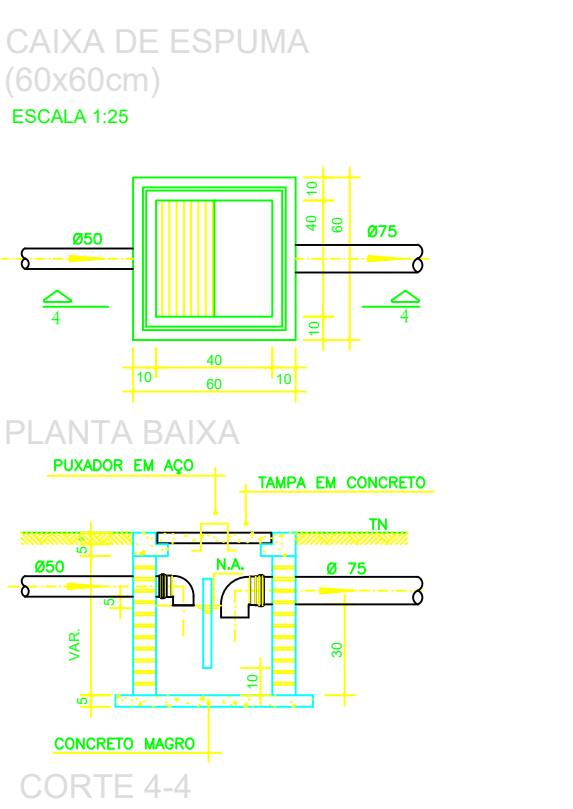 CAIXA DE ESPUMA
(60x60cm)
ESCALA 1:25
10
Ø50
40
60
Ø75
4
4
10
40
10
10
60
PLANTA BAIXA
PUXADOR EM AÇO
TAMPA EM CONCRETO
TN
5
Ø50
N.A.
Ø 75
5
VAR.
30
10
5
CONCRETO MAGRO
CORTE 4-4